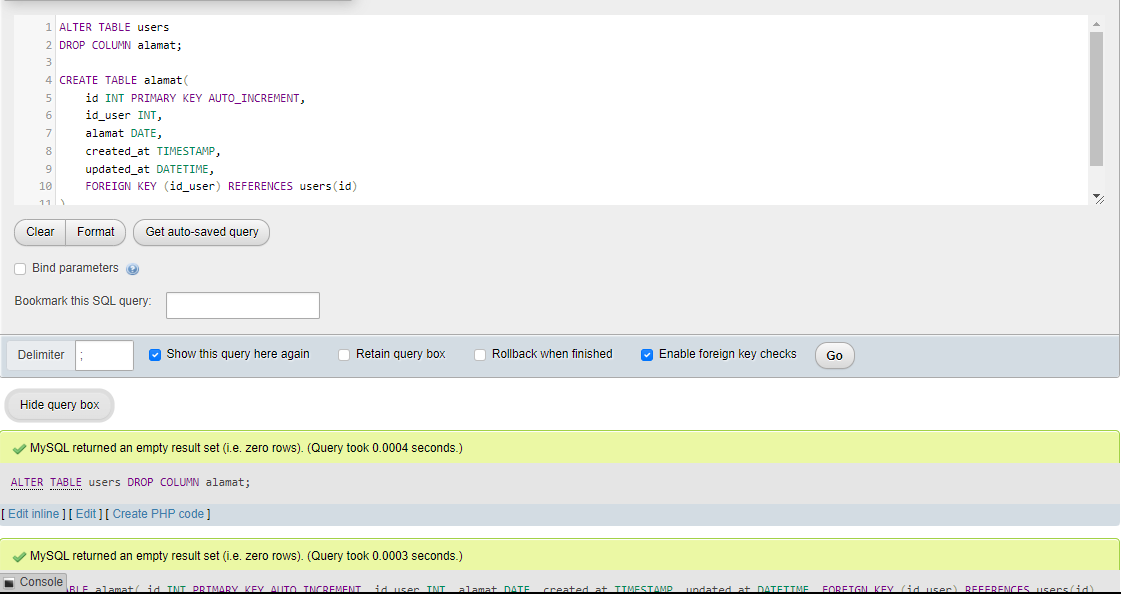 1 ALTER TABLE users
2 DROP COLUMN alamat;
3
4 CREATE TABLE alamat(
5 id INT PRIMARY KEY AUTO_INCREMENT,
6 id_user INT,
7 alamat DATE,
8 created_at TIMESTAMP,
9 updated_at DATETIME,
10 FOREIGN KEY (id_user) REFERENCES users(id)
11 )
Clear Format Get auto-saved query
Bind parameters
Bookmark this SQL query:
Delimiter ; Show this query here again Retain query box Rollback when finished Enable foreign key checks Go
Hide query box
MySQL returned an empty result set (i.e. zero rows). (Query took 0.0004 seconds.)
ALTER TABLE users DROP COLUMN alamat;
[ Edit inline ] [ Edit ] [ Create PHP code ]
MySQL returned an empty result set (i.e. zero rows). (Query took 0.0003 seconds.)
Console BLE alamat( id INT PRIMARY KEY AUTO_INCREMENT, id_user INT, alamat DATE, created_at TIMESTAMP, updated_at DATETIME, FOREIGN KEY (id_user) REFERENCES users(id)